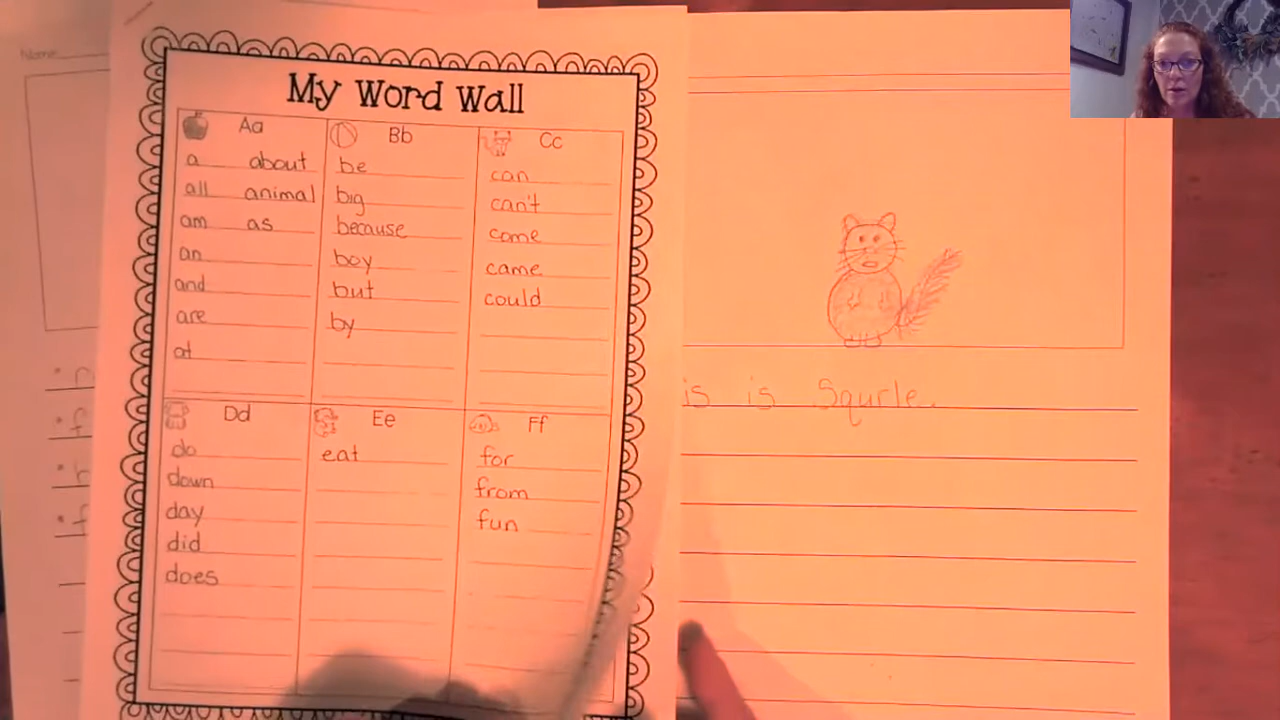 Name
My Word Wall
Aa
a about
all animal
am as
an
and
are
at
Bb
be
big
because
boy
but
by
Cc
can
can't
come
came
could
Dd
do
down
day
did
does
Ee
eat
Ff
for
from
fun
is is Squrle.